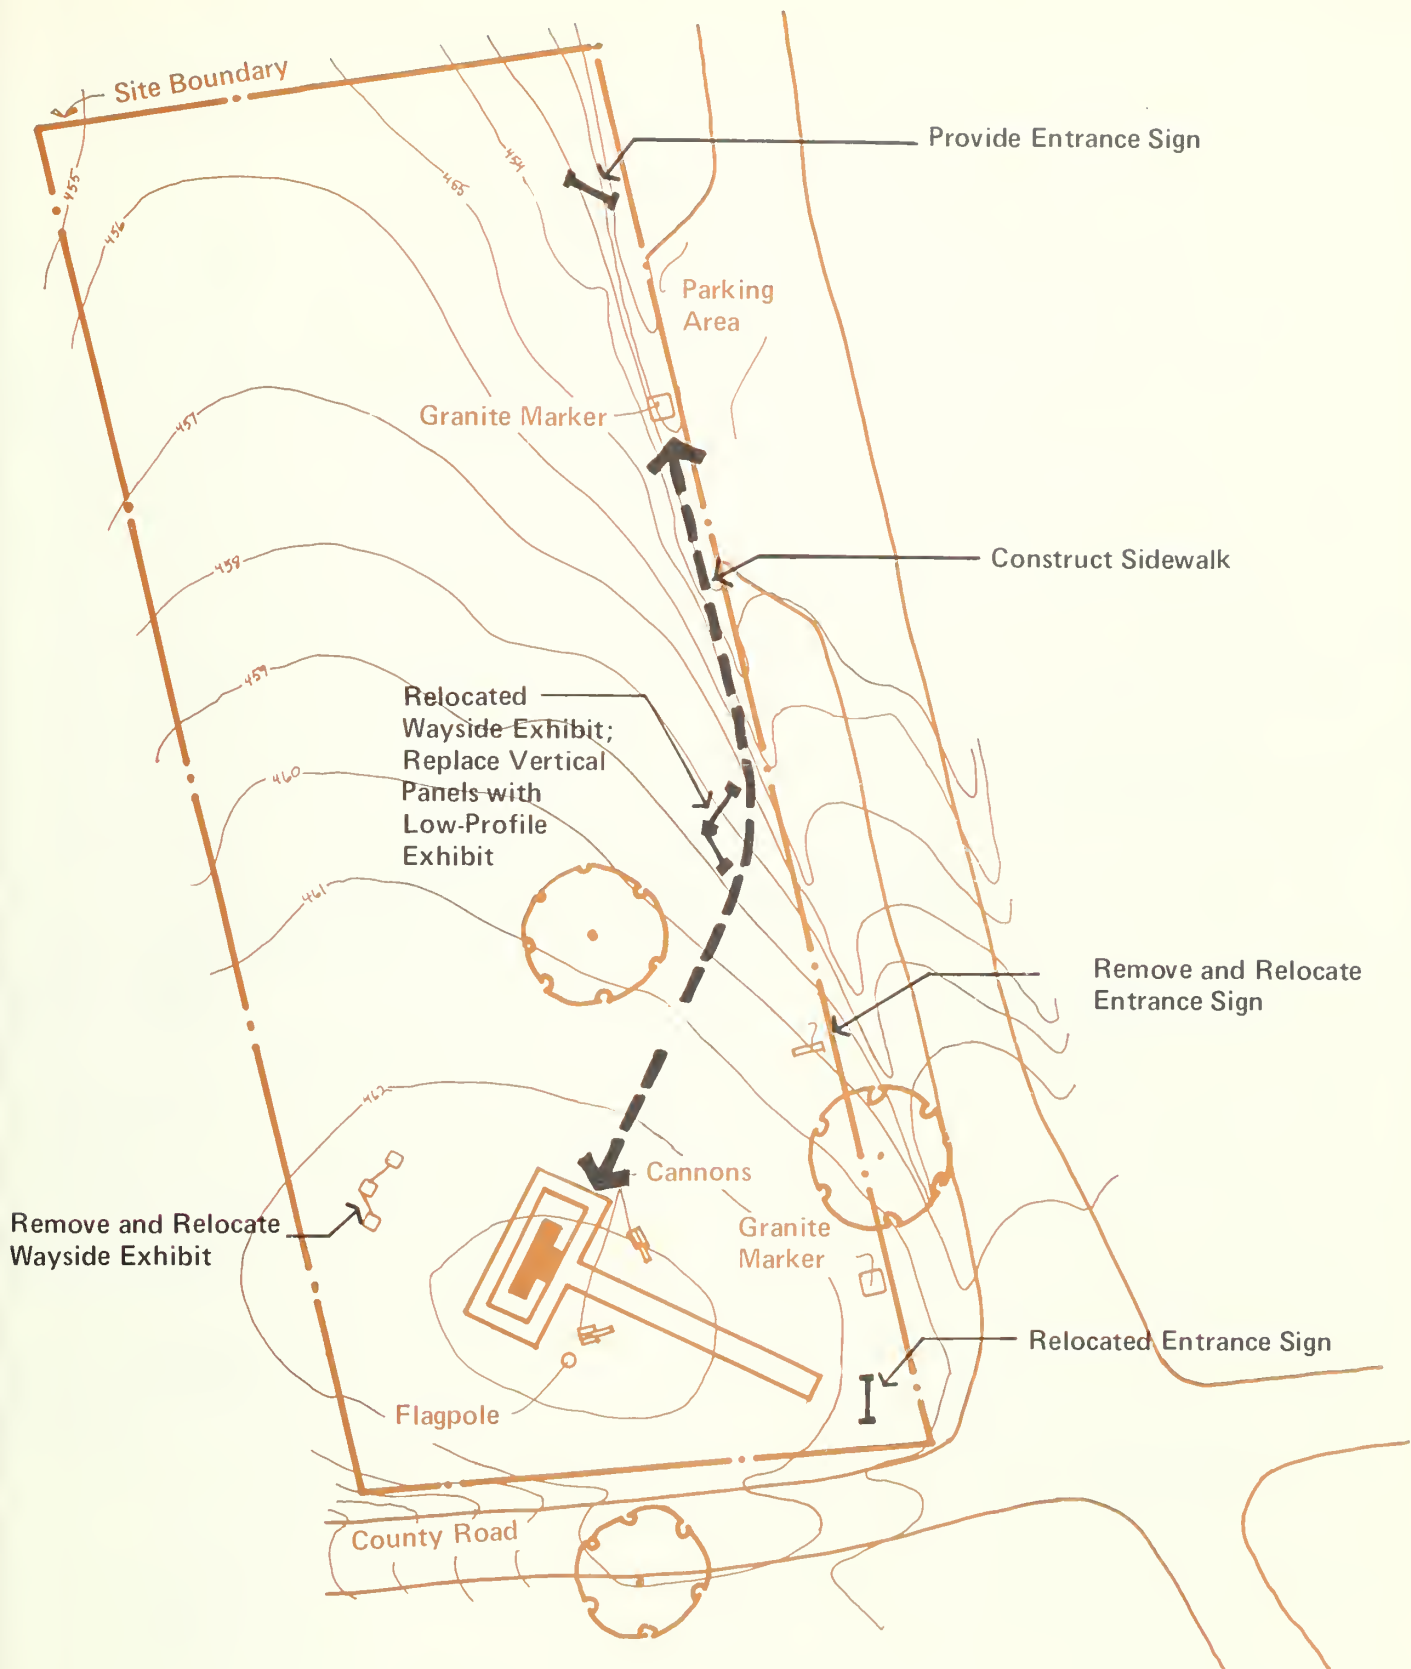 Site Boundary
Provide Entrance Sign
454
455
455
456
Parking
Area
Granite Marker
457
Construct Sidewalk
458
459
Relocated
Wayside Exhibit;
Replace Vertical
Panels with
Low-Profile
Exhibit
460
461
Remove and Relocate
Entrance Sign
462
Cannons
Remove and Relocate
Wayside Exhibit
Granite
Marker
Relocated Entrance Sign
Flagpole
County Road